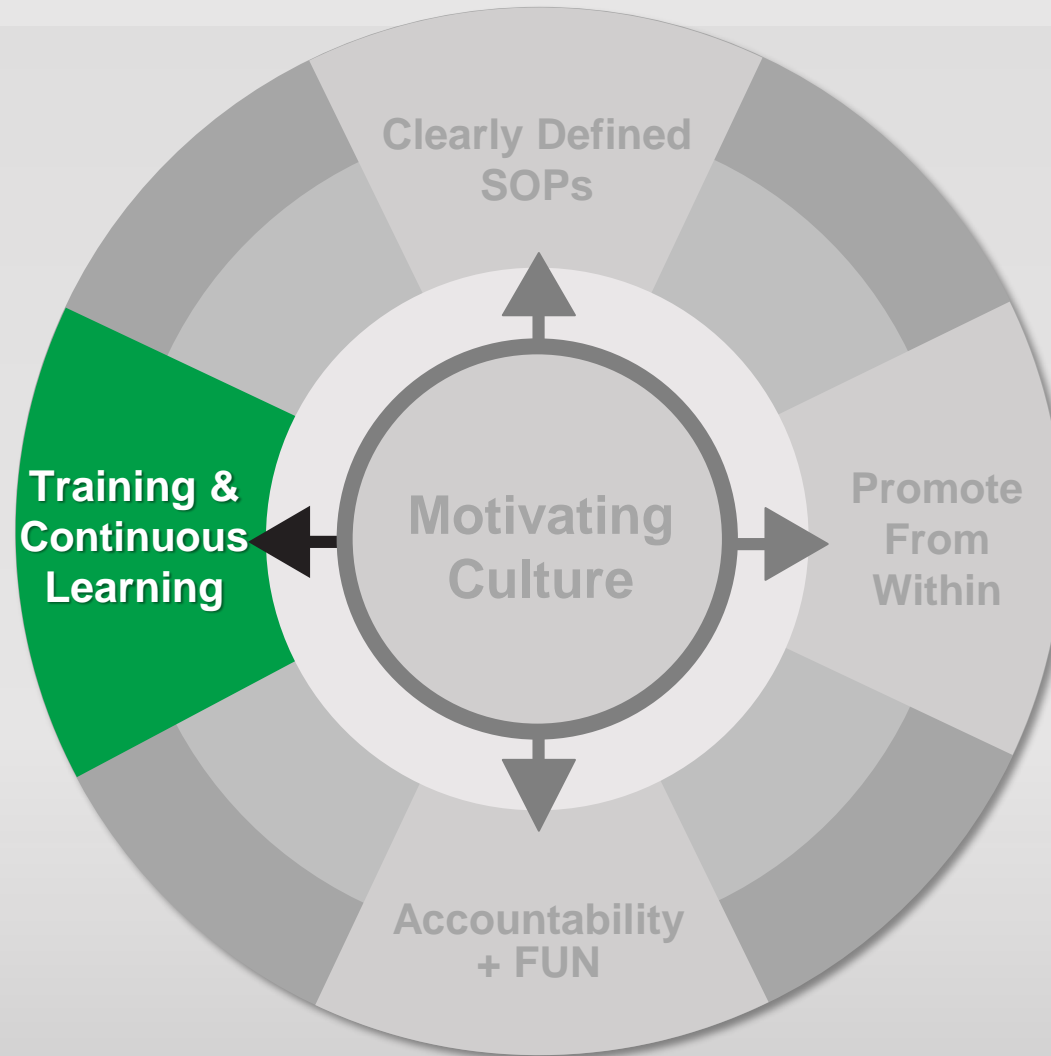 Clearly Defined
SOPs
Training &
Continuous
Learning
Motivating
Culture
Promote
From
Within
Accountability
+ FUN